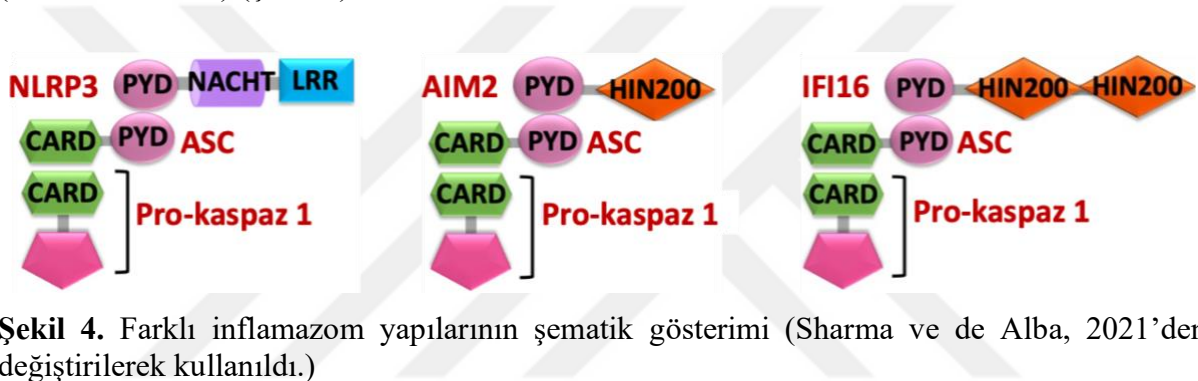 NLRP3 PYD NACHT LRR
CARD PYD ASC
CARD
Pro-kaspaz 1
AIM2 PYD HIN200
CARD PYD ASC
CARD
Pro-kaspaz 1
IFI16 PYD HIN200 HIN200
CARD PYD ASC
CARD
Pro-kaspaz 1
Şekil 4. Farklı inflamazom yapılarının şematik gösterimi (Sharma ve de Alba, 2021’den
değiştirilerek kullanıldı.)